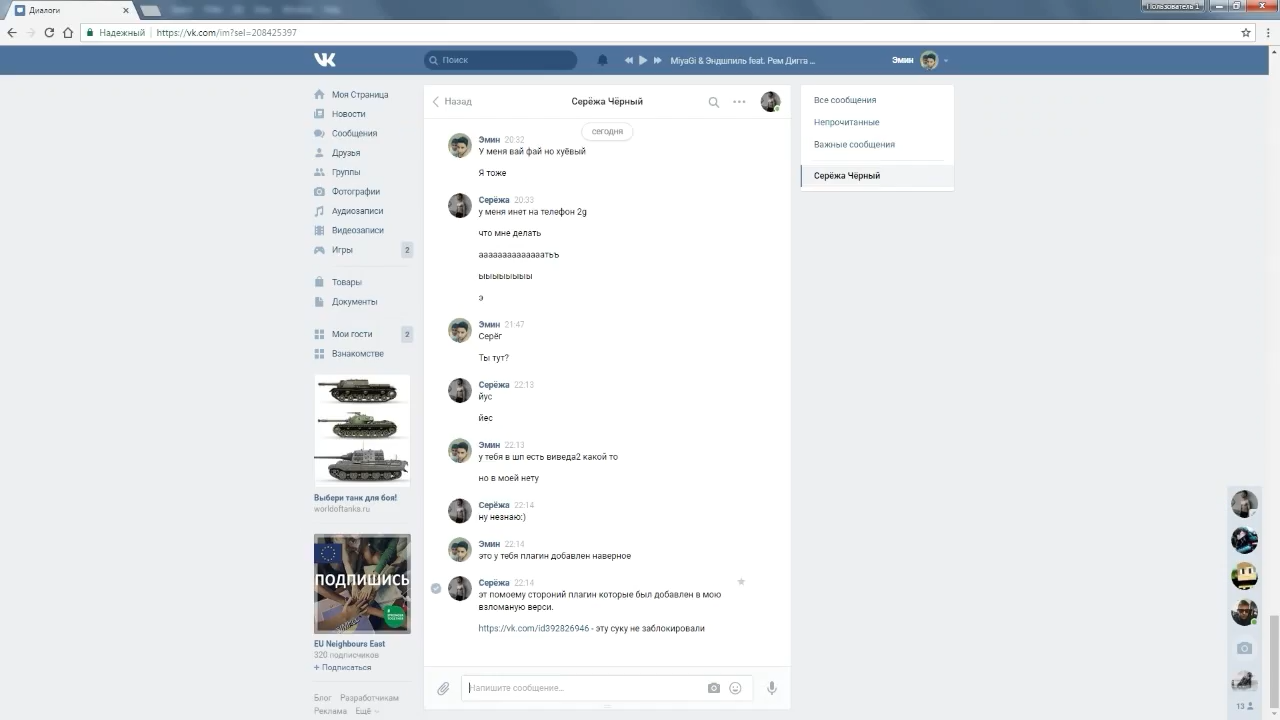 Диалоги
Пользователь 1
Надежный
https://vk.com/im?sel=208425397
Поиск
MiyaGi & Эндшпиль feat. Рем Дигга ...
Эмин
Моя Страница
Новости
Сообщения
Друзья
Группы
Фотографии
Аудиозаписи
Видеозаписи
Игры
2
Товары
Документы
Мои гости
2
Взнакомстве
Выбери танк для боя!
worldoftanks.ru
ПОДПИШИСЬ
EU Neighbours East
320 подписчиков
+ Подписаться
Блог Разработчикам
Реклама Ещё
Назад
Серёжа Чёрный
сегодня
Эмин 20:32
У меня вай фай но хуёвый
Я тоже
Серёжа 20:33
у меня инет на телефон 2g
что мне делать
аааааааааааааатьъ
ыыыыыыыы
э
Эмин 21:47
Серёг
Ты тут?
Серёжа 22:13
йус
йес
Эмин 22:13
у тебя в шп есть виведа2 какой то
но в моей нету
Серёжа 22:14
ну незнаю:)
Эмин 22:14
это у тебя плагин добавлен наверное
Серёжа 22:14
эт помоему стороний плагин которые был добавлен в мою
взломаную верси.
https://vk.com/id392826946 - эту суку не заблокировали
Напишите сообщение...
Все сообщения
Непрочитанные
Важные сообщения
Серёжа Чёрный
13